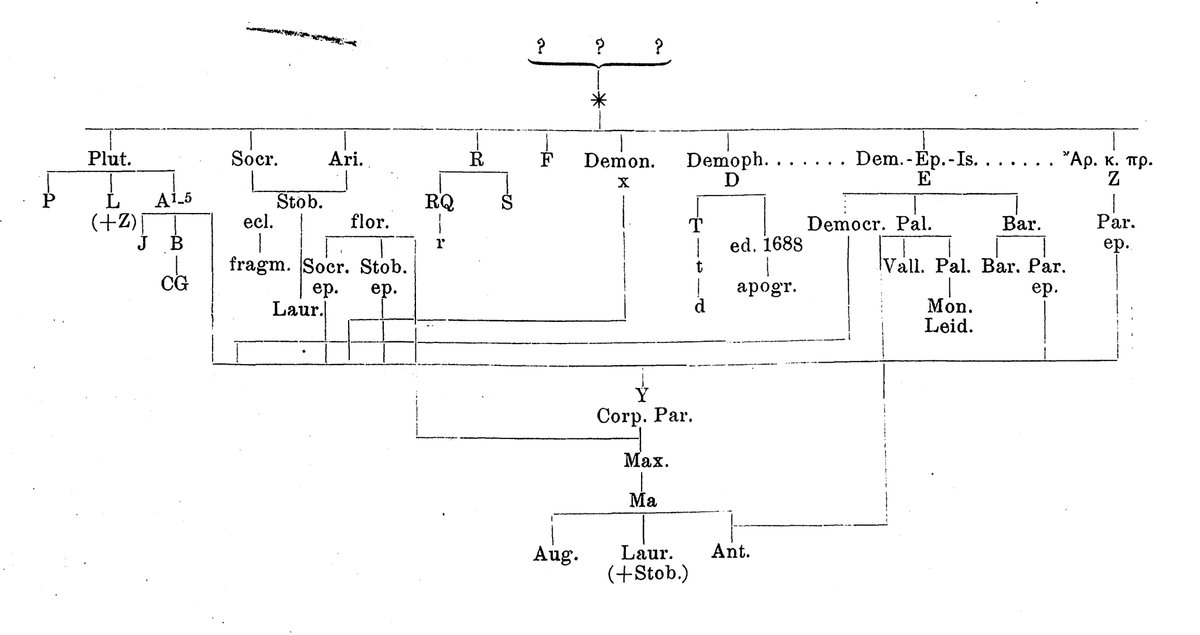 ? ? ?
*
Plut. Socr. Ari. R F Demon. Demoph. . . . . . . Dem.-Ep.-Is. . . . . . . Ἄρ. κ. πρ.
x D E Z
P L A1-5 Stob. RQ S
(+Z) ecl. flor. T Democr. Pal. Bar. Par.
J B r ed. 1688 ep.
fragm. Socr. Stob. t Vall. Pal. Bar. Par.
CG ep. ep. apogr. ep.
Laur. d Mon.
Leid.
Y
Corp. Par.
Max.
Ma
Aug. Laur. Ant.
(+Stob.)